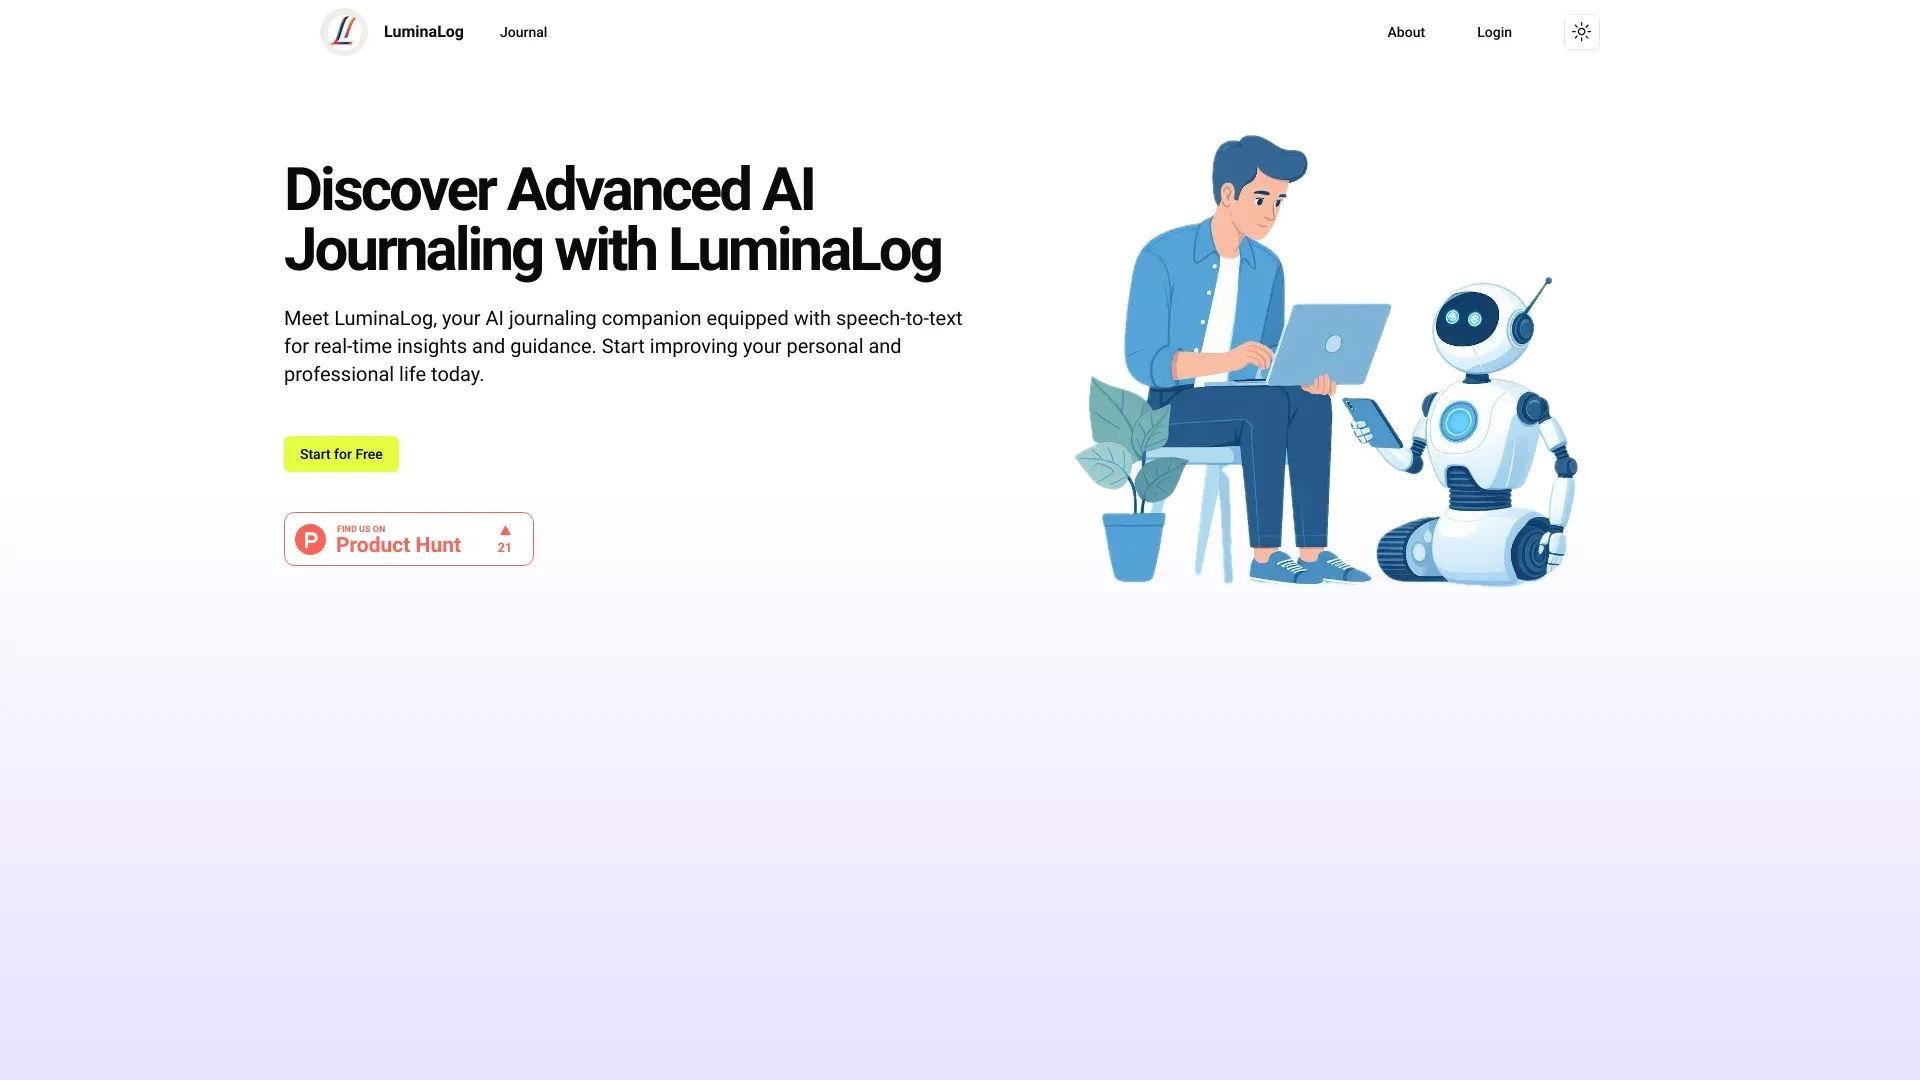 LuminaLog
Journal
About
Login
Discover Advanced AI
Journaling with LuminaLog
Meet LuminaLog, your AI journaling companion equipped with speech-to-text
for real-time insights and guidance. Start improving your personal and
professional life today.
Start for Free
P
FIND US ON
Product Hunt
21